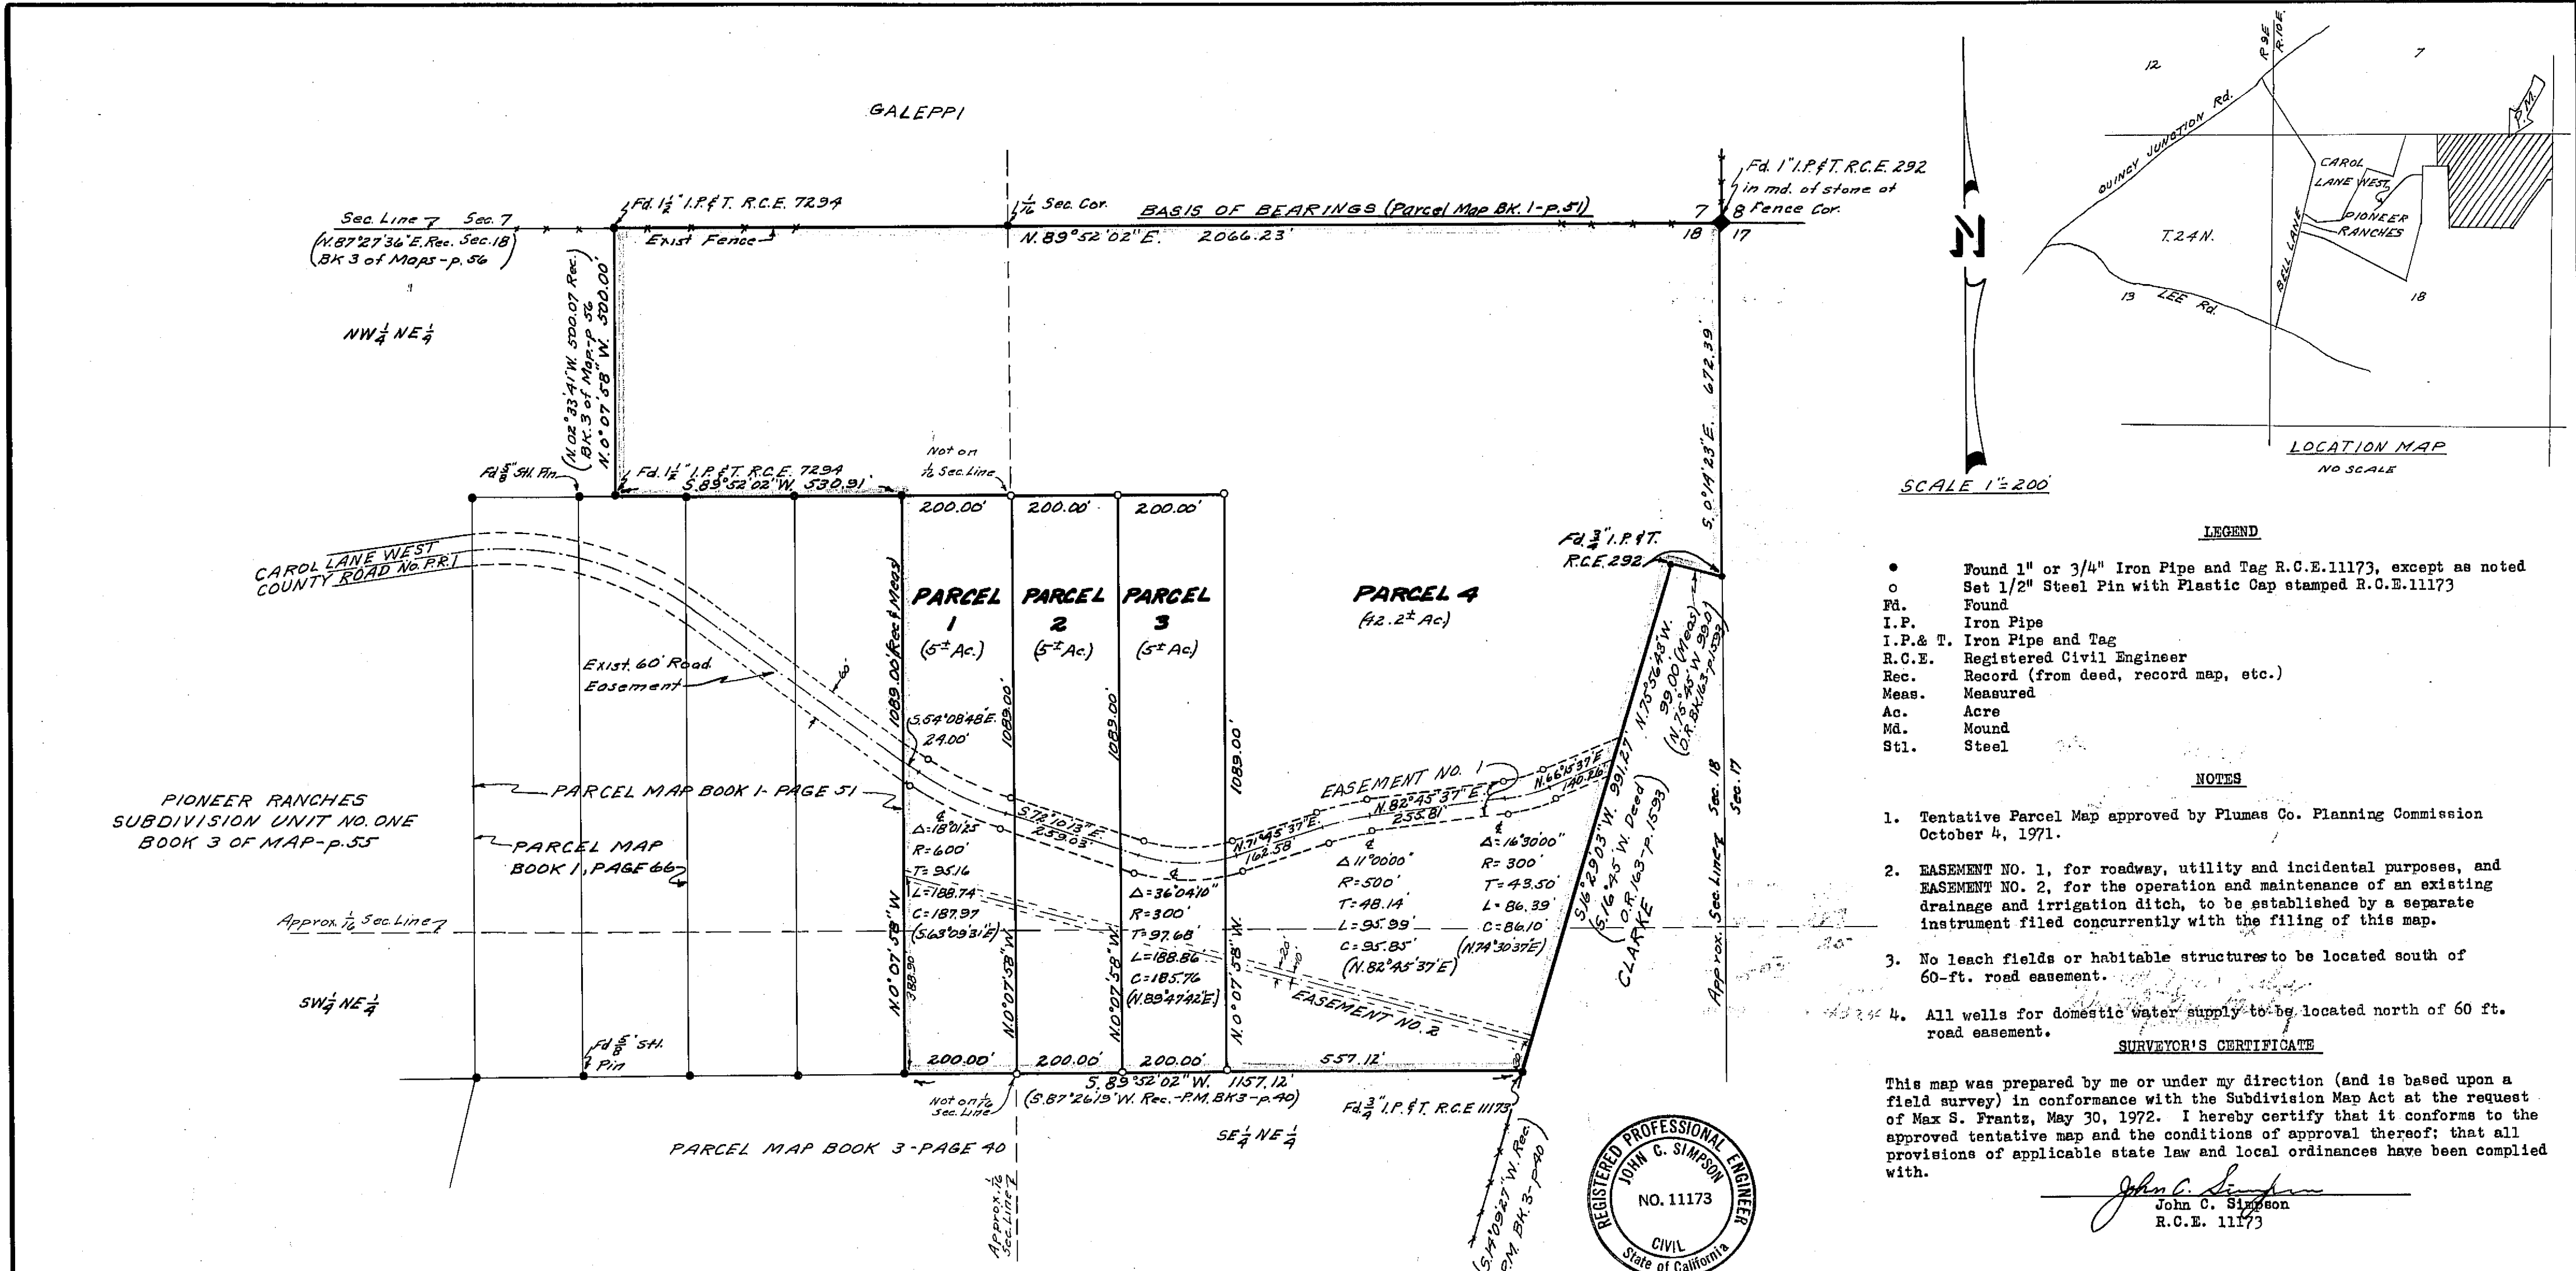 GALEPPI
Sec. Line Sec. 7
(N.87°27'36"E. Rec. Sec.18)
(BK 3 of Maps-p.56)
Fd. 1½" I.P.&T. R.C.E. 7294
Exist Fence
1/16 Sec. Cor.
BASIS OF BEARINGS (Parcel Map BK. 1-p.51)
N.89°52'02"E. 2066.23'
7 8
18 17
Fd. 1" I.P.&T. R.C.E. 292
in md. of stone at
Fence Cor.
NW¼ NE¼
(N.02°33'41"W. 500.07 Rec.)
BK.3 of Map.-p 56
N.0°07'58"W. 500.00'
Fd ⅝" Stl. Pin
Fd. 1½" I.P.&T. R.C.E. 7294
S.89°52'02"W. 530.91'
Not on
1/16 Sec. Line
200.00' 200.00' 200.00'
S.0°14'23"E. 672.39'
Fd. ¾" I.P.&T.
R.C.E. 292
CAROL LANE WEST
COUNTY ROAD No. P.R.1
1089.00' (Rec & Meas)
PARCEL
1
(5± Ac.)
PARCEL
2
(5± Ac.)
PARCEL
3
(5± Ac.)
PARCEL 4
(42.2± Ac)
Exist. 60' Road
Easement
60'
S.54°08'48"E.
24.00'
1089.00'
1089.00'
1089.00'
N.75°56'43"W.
99.00 (Meas)
(N.75°45'W 99.0)
(O.R.BK.163-p.1593)
PIONEER RANCHES
SUBDIVISION UNIT NO. ONE
BOOK 3 OF MAP-p.55
PARCEL MAP BOOK 1- PAGE 51
PARCEL MAP
BOOK 1, PAGE 66
S.72°10'13"E.
259.03'
N.71°45'37"E.
162.58'
EASEMENT NO. 1
N.82°45'37"E.
255.81'
N.66°15'37"E
140.26'
Δ=18°01'25
R=600'
T=95.16
L=188.74
C=187.97
(S.63°09'31"E)
Δ=36°04'10"
R=300'
T=97.68'
L=188.86
C=185.76
(N.89°47'42"E.)
Δ 11°00'00"
R=500'
T=48.14
L=95.99
C=95.85'
(N.82°45'37"E)
Δ=16°30'00"
R=300'
T=43.50'
L=86.39'
C=86.10'
(N.74°30'37"E)
S.16°29'03"W. 991.27'
(S.16°45'W. Deed)
(O.R.163-p.1593)
CLARKE
Approx. Sec. Line Sec. 18
Sec. 17
Approx. 1/16 Sec. Line
SW¼ NE¼
N.0°07'58"W
388.90'
N.0°07'58"W.
N.0°07'58"W.
N.0°07'58"W.
20'
10'
EASEMENT NO. 2
Fd ⅝" Stl.
Pin
200.00' 200.00' 200.00' 557.12'
S.89°52'02"W. 1157.12'
(S.87°26'19"W. Rec.-P.M. BK3-p.40)
Not on 1/16
Sec. Line
Fd. ¾" I.P.&T. R.C.E 11173
PARCEL MAP BOOK 3-PAGE 40
SE¼ NE¼
Approx. 1/16
Sec. Line
(S.14°09'27"W. Rec.)
P.M. BK.3-p40)
REGISTERED PROFESSIONAL ENGINEER
JOHN C. SIMPSON
NO. 11173
CIVIL
State of California
N
SCALE 1"=200'
R 9E
R.10E.
12
7
QUINCY JUNCTION Rd.
P.M.
CAROL
LANE WEST
PIONEER
RANCHES
T.24N.
BELL LANE
13
LEE Rd.
18
LOCATION MAP
NO SCALE
LEGEND
● Found 1" or 3/4" Iron Pipe and Tag R.C.E.11173, except as noted
o Set 1/2" Steel Pin with Plastic Cap stamped R.C.E.11173
Fd. Found
I.P. Iron Pipe
I.P.& T. Iron Pipe and Tag
R.C.E. Registered Civil Engineer
Rec. Record (from deed, record map, etc.)
Meas. Measured
Ac. Acre
Md. Mound
Stl. Steel
NOTES
1. Tentative Parcel Map approved by Plumas Co. Planning Commission
October 4, 1971.
2. EASEMENT NO. 1, for roadway, utility and incidental purposes, and
EASEMENT NO. 2, for the operation and maintenance of an existing
drainage and irrigation ditch, to be established by a separate
instrument filed concurrently with the filing of this map.
3. No leach fields or habitable structures to be located south of
60-ft. road easement.
4. All wells for domestic water supply to be located north of 60 ft.
road easement.
SURVEYOR'S CERTIFICATE
This map was prepared by me or under my direction (and is based upon a
field survey) in conformance with the Subdivision Map Act at the request
of Max S. Frantz, May 30, 1972. I hereby certify that it conforms to the
approved tentative map and the conditions of approval thereof; that all
provisions of applicable state law and local ordinances have been complied
with.
John C. Simpson
John C. Simpson
R.C.E. 11173